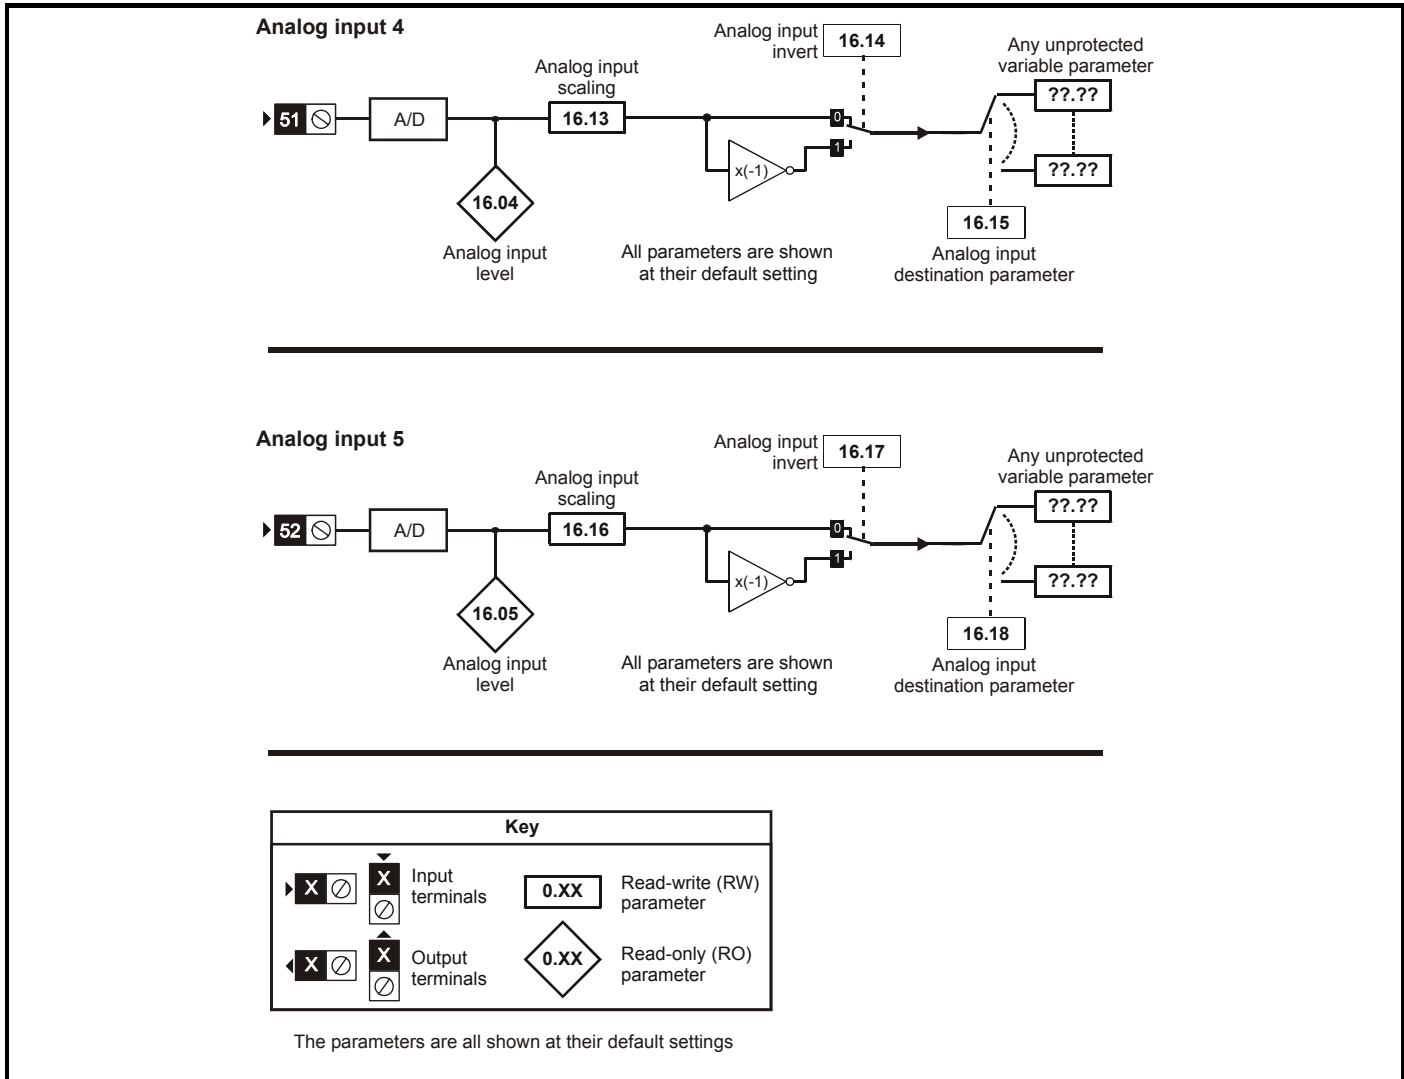 Analog input 4
Analog input
invert
16.14
Any unprotected
variable parameter
Analog input
scaling
??.??
51
A/D
16.13
0
1
x(-1)
??.??
16.04
16.15
Analog input
level
All parameters are shown
at their default setting
Analog input
destination parameter
Analog input 5
Analog input
invert
16.17
Any unprotected
variable parameter
Analog input
scaling
??.??
52
A/D
16.16
0
1
x(-1)
??.??
16.05
16.18
Analog input
level
All parameters are shown
at their default setting
Analog input
destination parameter
Key
X
X
Input
terminals
0.XX
Read-write (RW)
parameter
X
X
Output
terminals
0.XX
Read-only (RO)
parameter
The parameters are all shown at their default settings